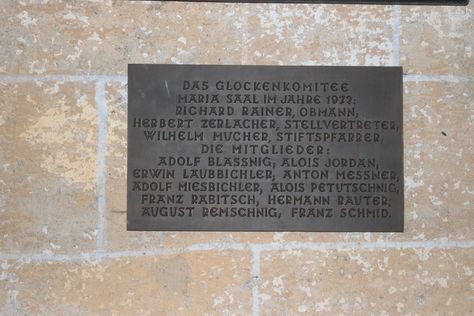 DAS GLOCKENKOMITEE
MARIA SAAL IM JAHRE 1972:
RICHARD RAINER, OBMANN,
HERBERT ZERLACHER, STELLVERTRETER,
WILHELM MUCHER, STIFTSPFARRER,
DIE MITGLIEDER:
ADOLF BLASSNIG, ALOIS JORDAN,
ERWIN LAUBBICHLER, ANTON MESSNER,
ADOLF MIESBICHLER, ALOIS PETUTSCHNIG,
FRANZ RABITSCH, HERMANN RAUTER,
AUGUST REMSCHNIG, FRANZ SCHMID.